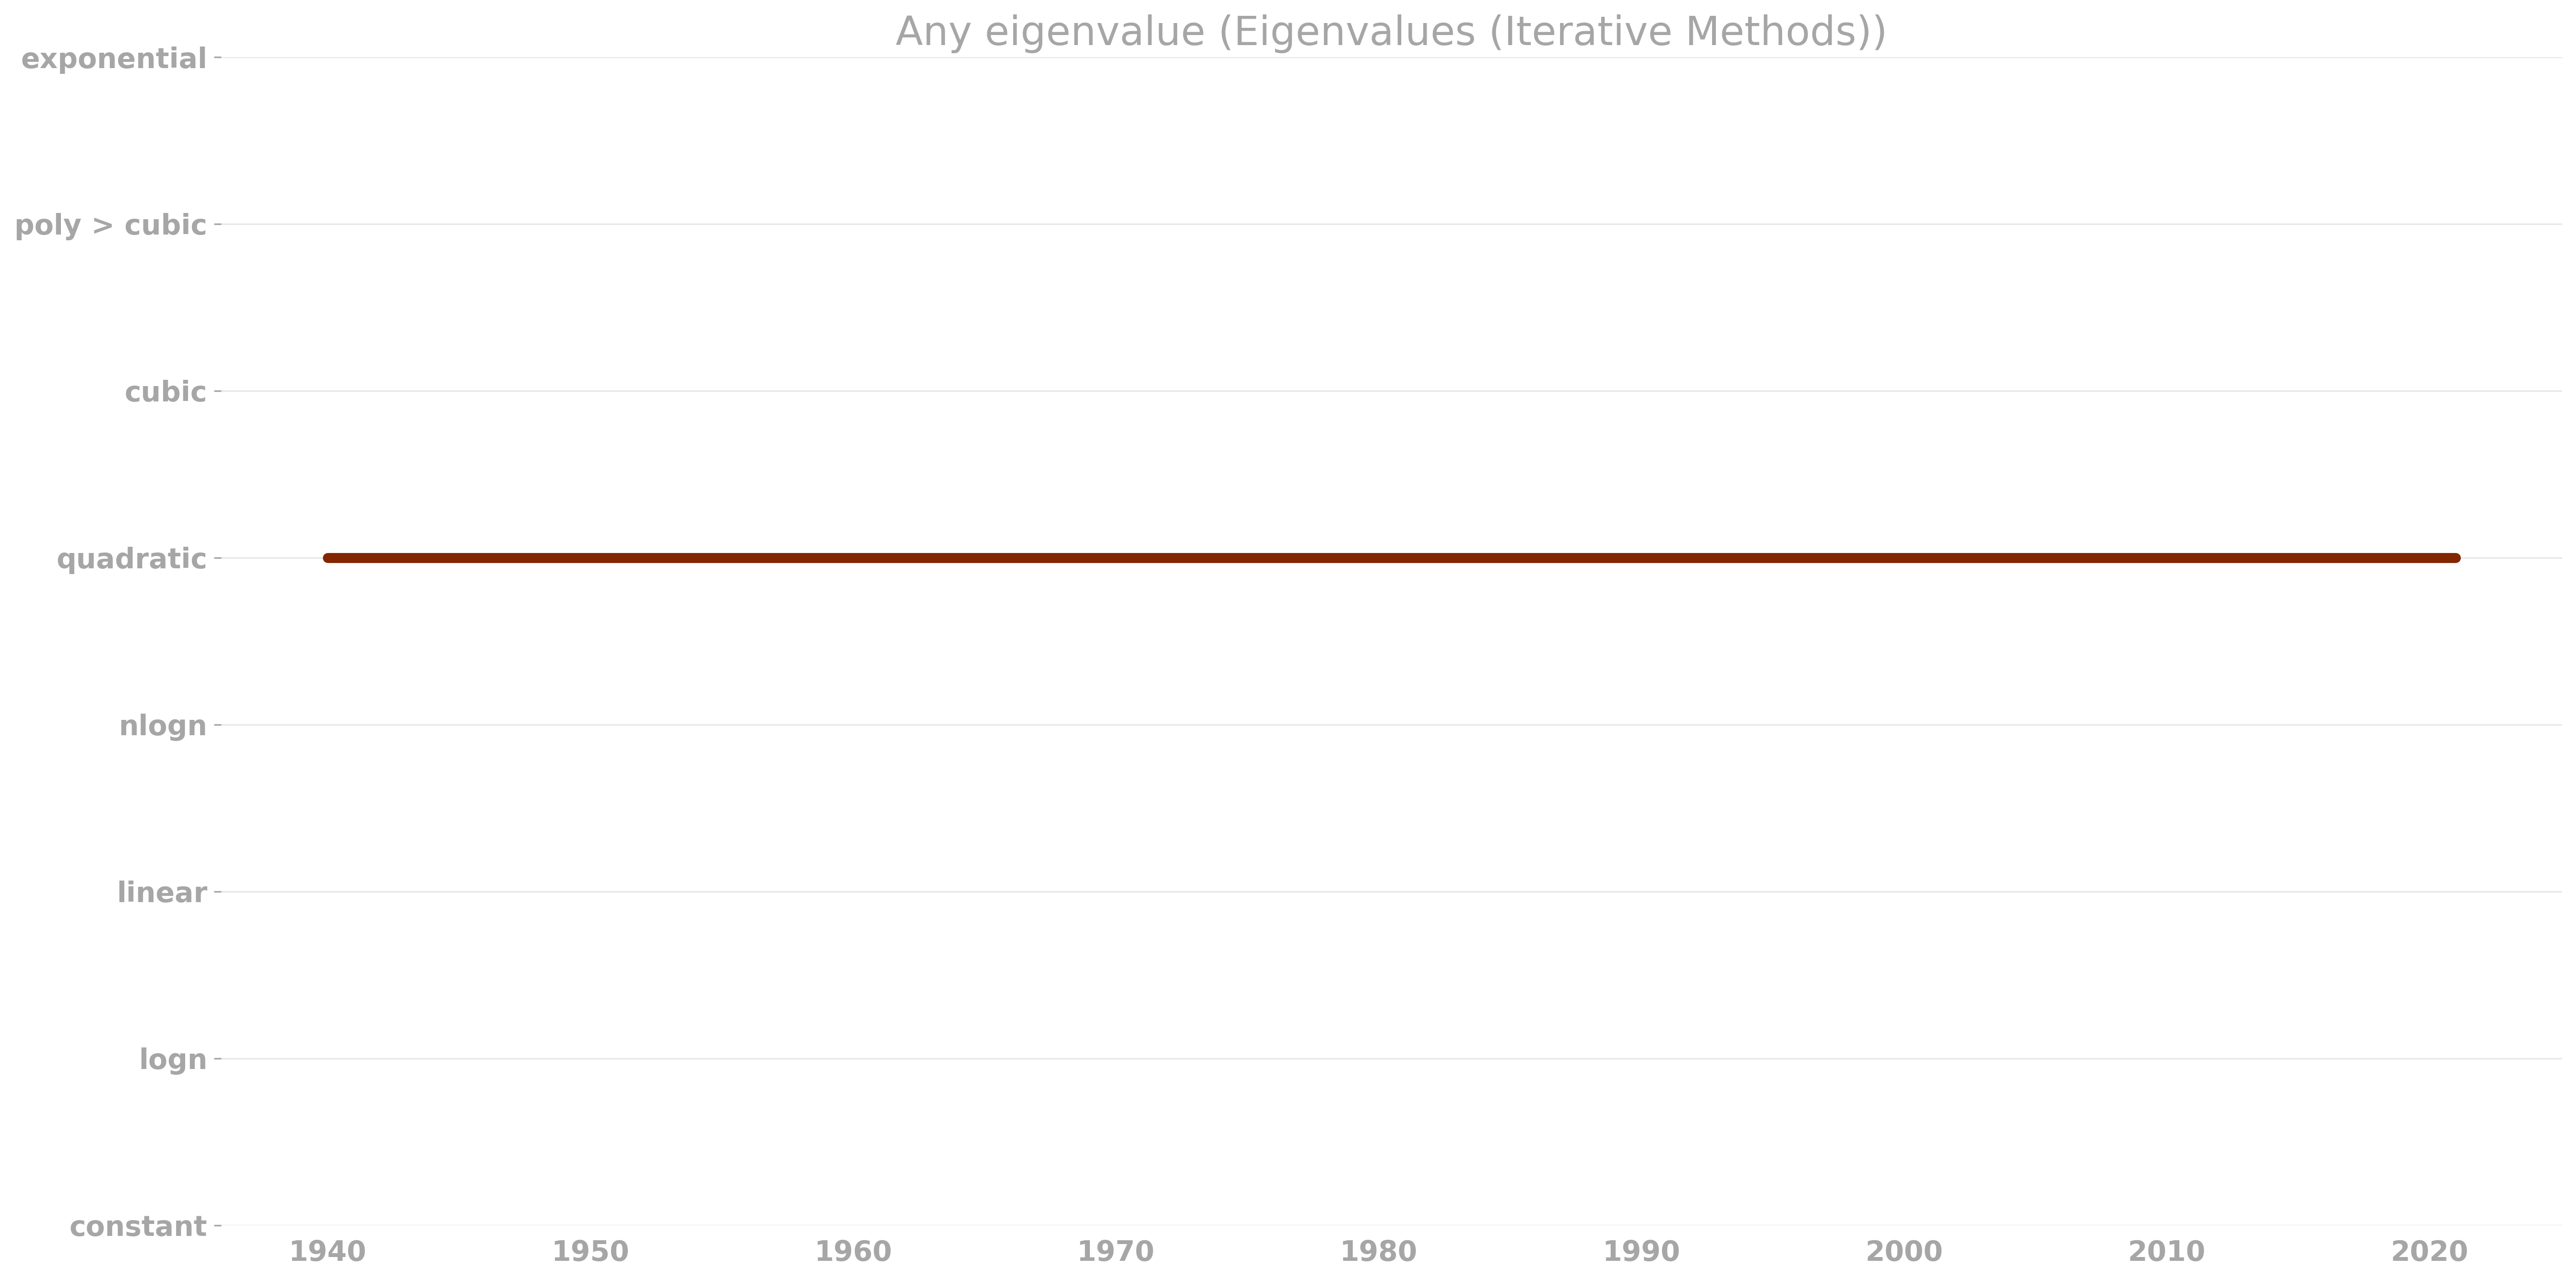 Any eigenvalue (Eigenvalues (Iterative Methods))
exponential
poly > cubic
cubic
quadratic
nlogn
linear
logn
constant
1940 1950 1960 1970 1980 1990 2000 2010 2020